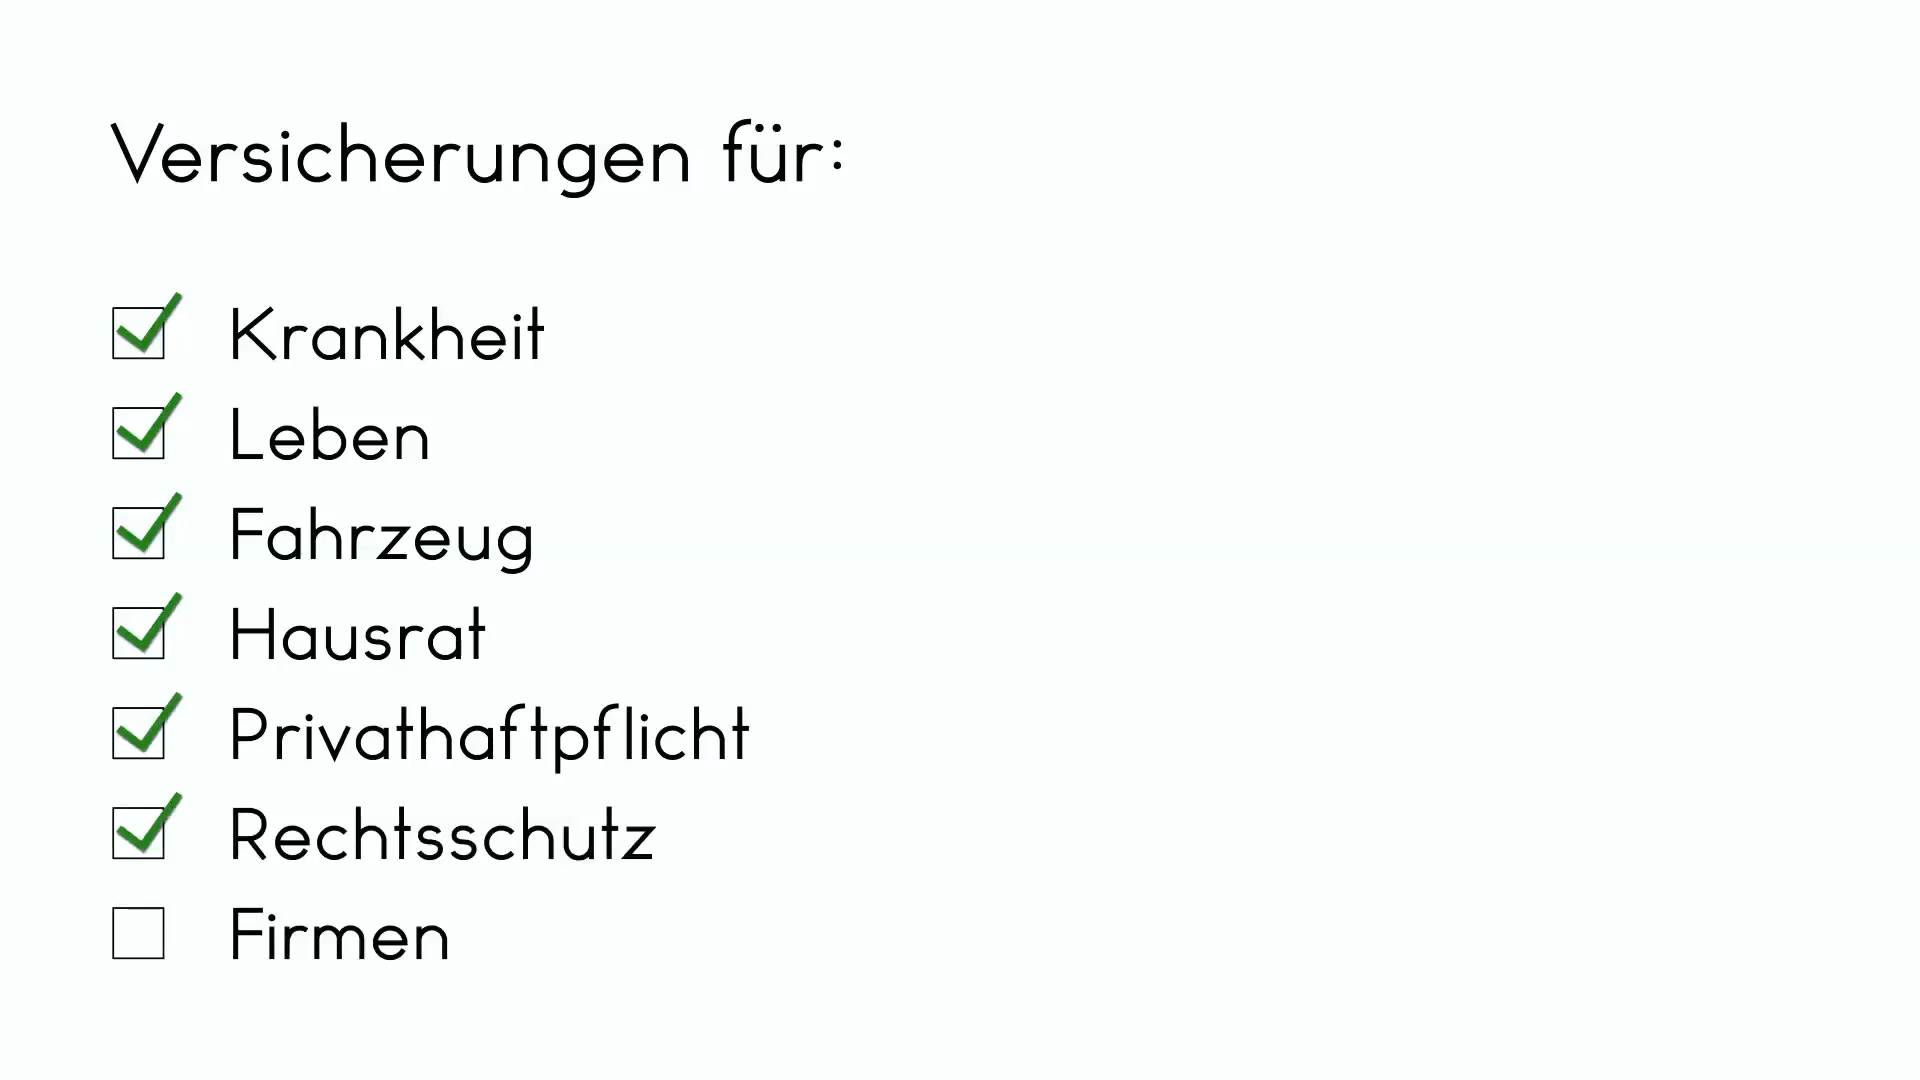 Versicherungen für:
Krankheit
Leben
Fahrzeug
Hausrat
Privathaftpflicht
Rechtsschutz
Firmen